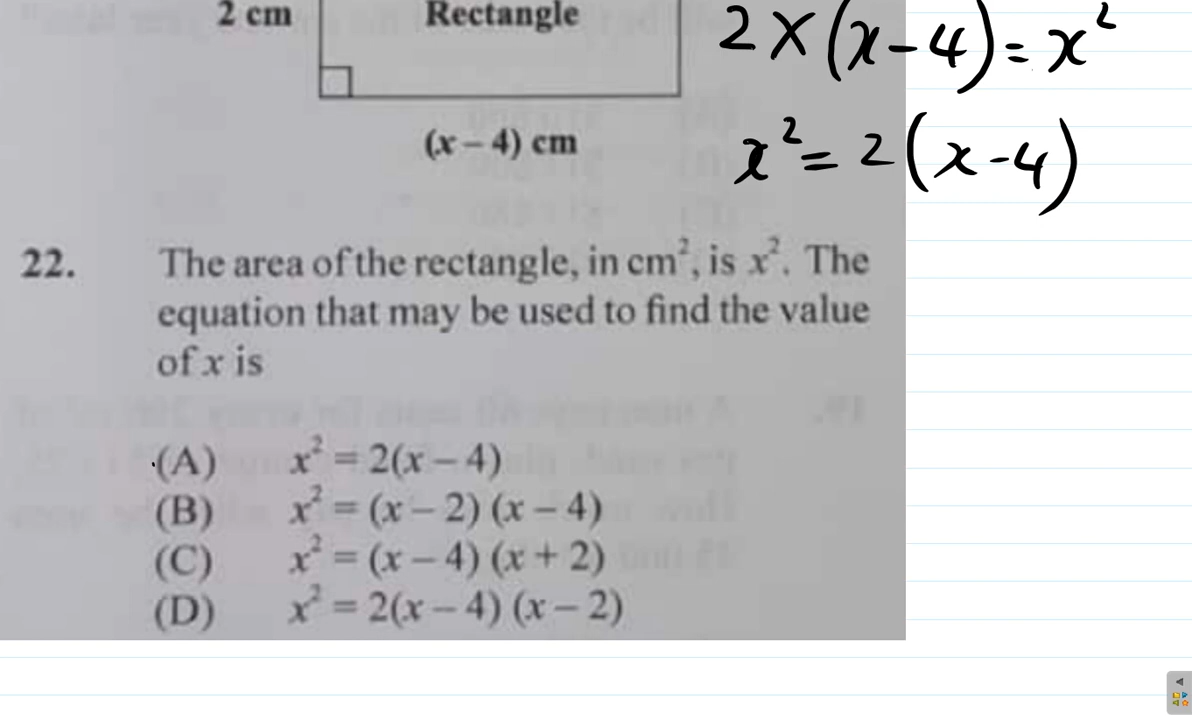 2 cm
Rectangle
2 × (x – 4) = x²
(x – 4) cm
x² = 2(x – 4)
22. The area of the rectangle, in cm², is x². The
equation that may be used to find the value
of x is
(A) x² = 2(x – 4)
(B) x² = (x – 2) (x – 4)
(C) x² = (x – 4) (x + 2)
(D) x² = 2(x – 4) (x – 2)